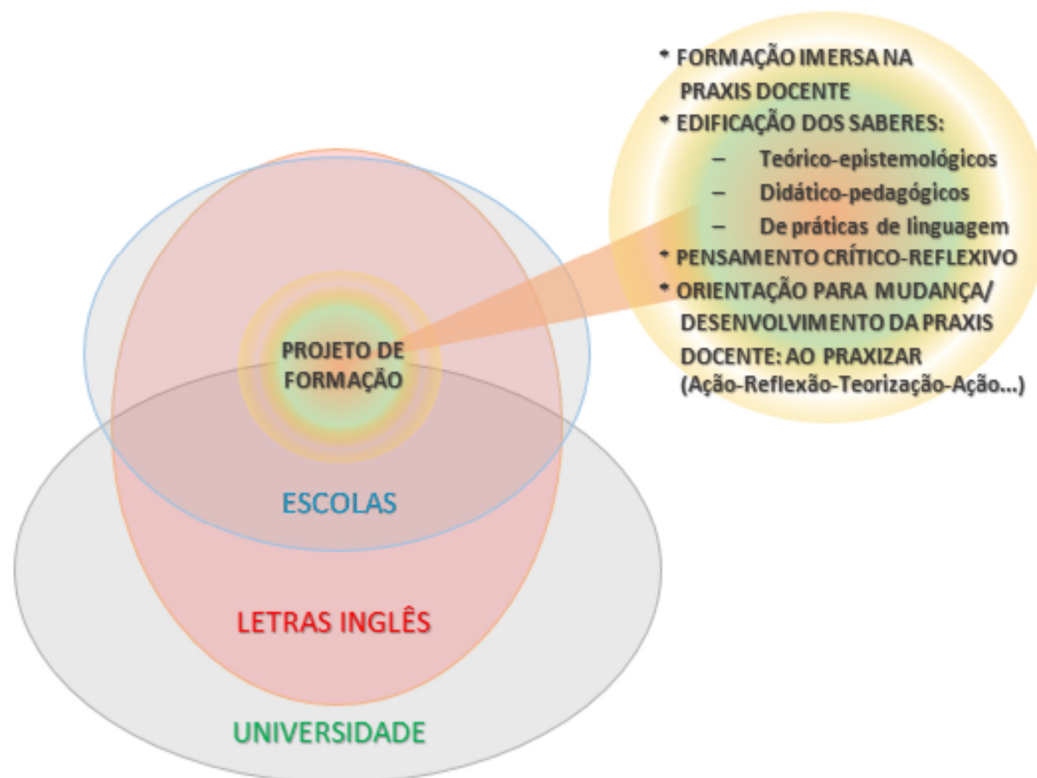 * FORMAÇÃO IMERSA NA
PRAXIS DOCENTE
* EDIFICAÇÃO DOS SABERES:
– Teórico-epistemológicos
– Didático-pedagógicos
– De práticas de linguagem
* PENSAMENTO CRÍTICO-REFLEXIVO
* ORIENTAÇÃO PARA MUDANÇA/
DESENVOLVIMENTO DA PRAXIS
DOCENTE: AO PRAXIZAR
(Ação-Reflexão-Teorização-Ação...)
PROJETO DE
FORMAÇÃO
ESCOLAS
LETRAS INGLÊS
UNIVERSIDADE